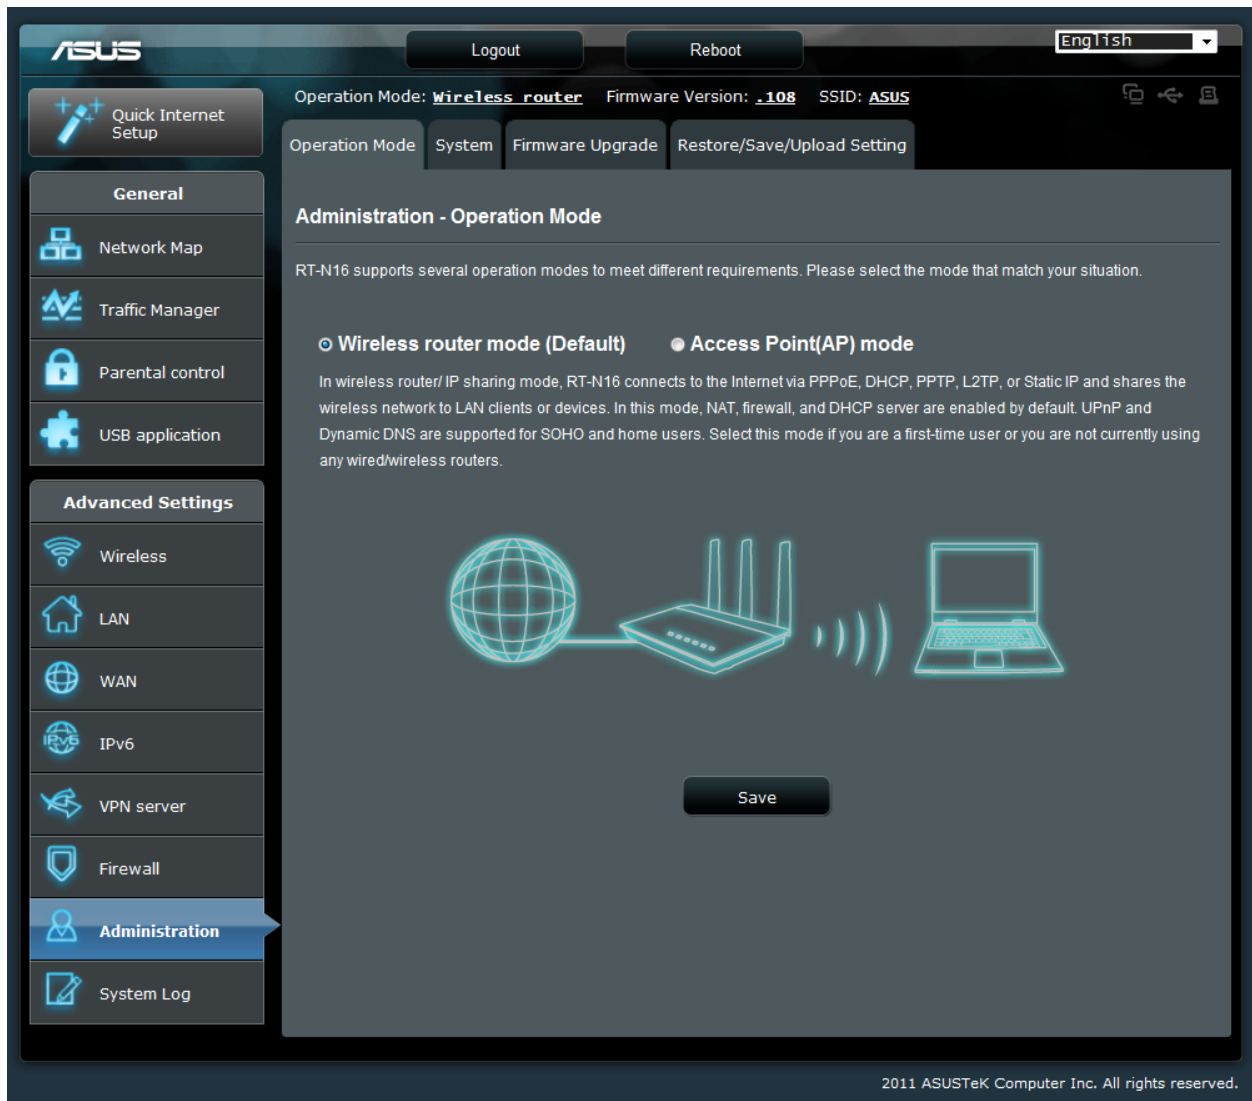 ASUS
Logout
Reboot
English
Quick Internet
Setup
Operation Mode: Wireless router Firmware Version: .108 SSID: ASUS
Operation Mode
System
Firmware Upgrade
Restore/Save/Upload Setting
General
Network Map
Traffic Manager
Parental control
USB application
Advanced Settings
Wireless
LAN
WAN
IPv6
IPv6
VPN server
Firewall
Administration
System Log
Administration - Operation Mode
RT-N16 supports several operation modes to meet different requirements. Please select the mode that match your situation.
Wireless router mode (Default)
Access Point(AP) mode
In wireless router/ IP sharing mode, RT-N16 connects to the Internet via PPPoE, DHCP, PPTP, L2TP, or Static IP and shares the
wireless network to LAN clients or devices. In this mode, NAT, firewall, and DHCP server are enabled by default. UPnP and
Dynamic DNS are supported for SOHO and home users. Select this mode if you are a first-time user or you are not currently using
any wired/wireless routers.
Save
2011 ASUSTeK Computer Inc. All rights reserved.